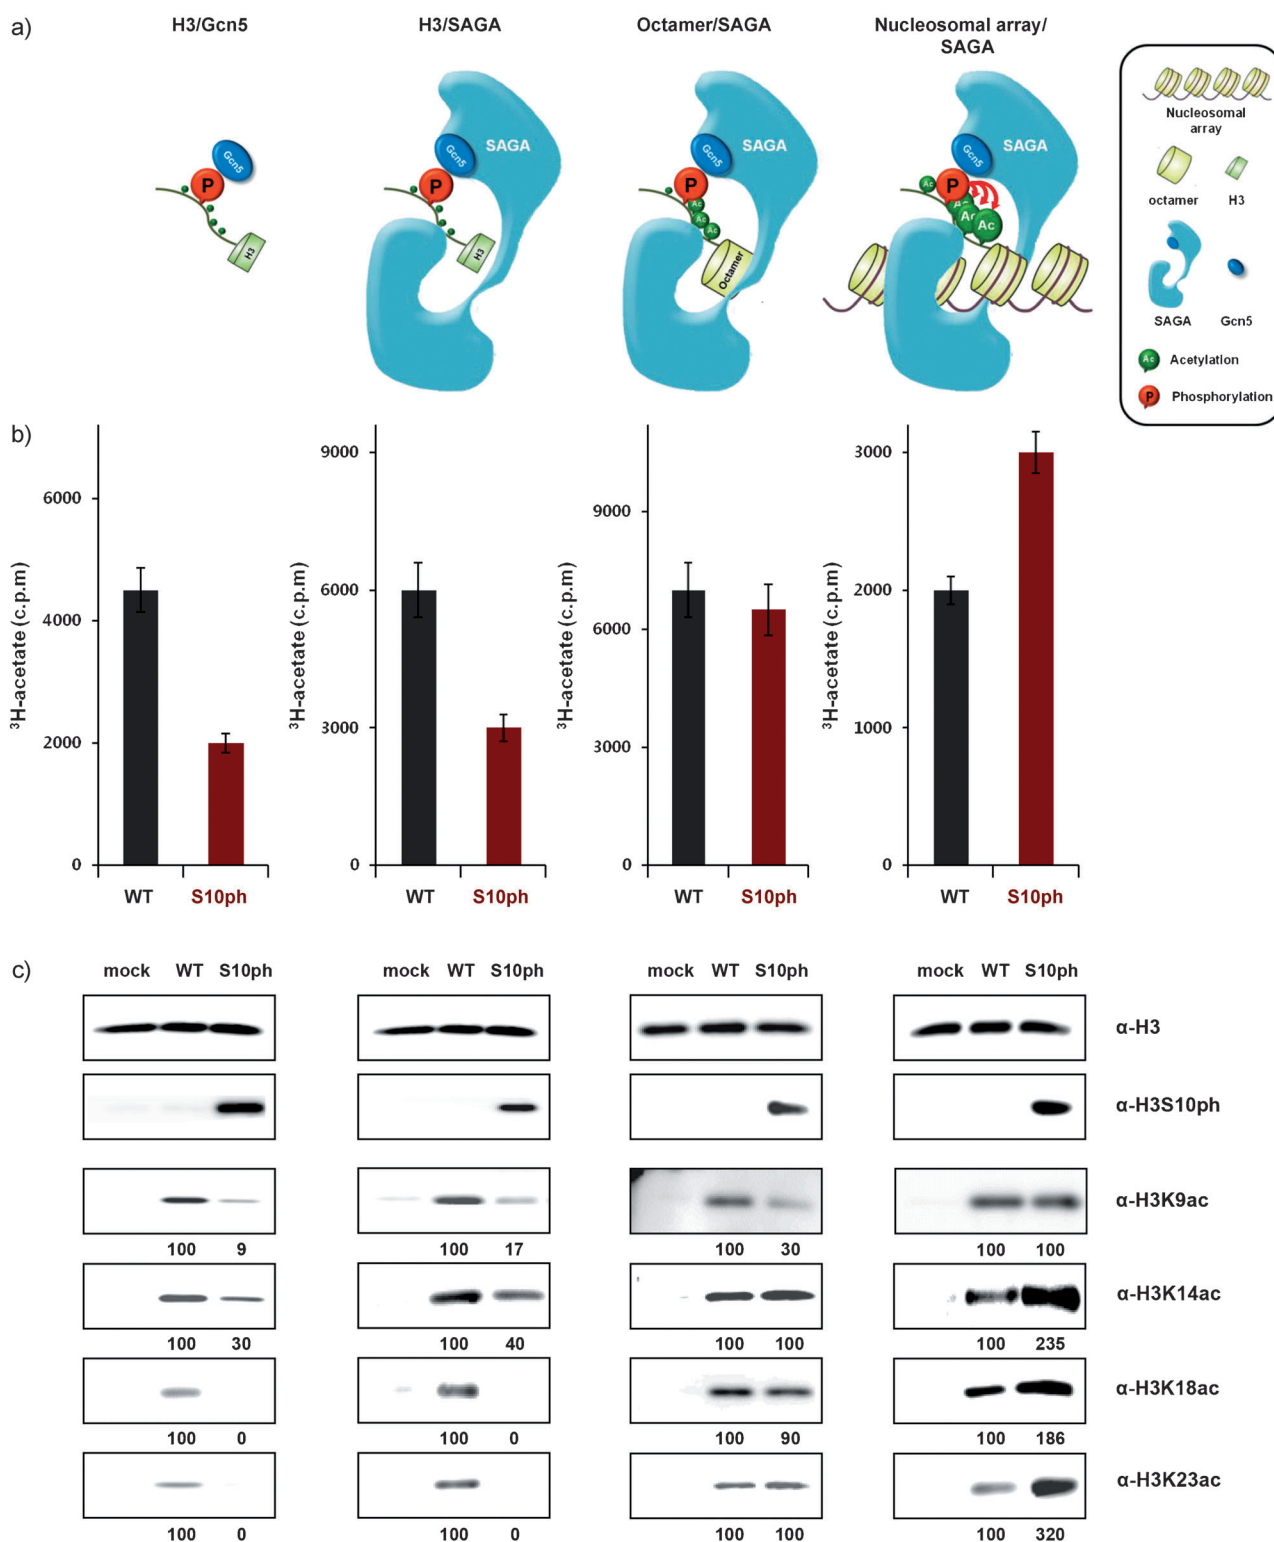 a)
H3/Gcn5
H3/SAGA
Octamer/SAGA
Nucleosomal array/
SAGA
Gcn5
P
H3
SAGA
Gcn5
P
H3
SAGA
Gcn5
P
Ac
Ac
Ac
Octamer
SAGA
Gcn5
Ac
P
Ac
Ac
Ac
Nucleosomal
array
octamer
H3
SAGA
Gcn5
Ac
Acetylation
P
Phosphorylation
b)
³H-acetate (c.p.m)
6000
4000
2000
0
WT
S10ph
³H-acetate (c.p.m)
9000
6000
3000
0
WT
S10ph
³H-acetate (c.p.m)
9000
6000
3000
0
WT
S10ph
³H-acetate (c.p.m)
3000
2000
1000
0
WT
S10ph
c)
mock WT S10ph
mock WT S10ph
mock WT S10ph
mock WT S10ph
α-H3
α-H3S10ph
α-H3K9ac
100 9
100 17
100 30
100 100
α-H3K14ac
100 30
100 40
100 100
100 235
α-H3K18ac
100 0
100 0
100 90
100 186
α-H3K23ac
100 0
100 0
100 100
100 320